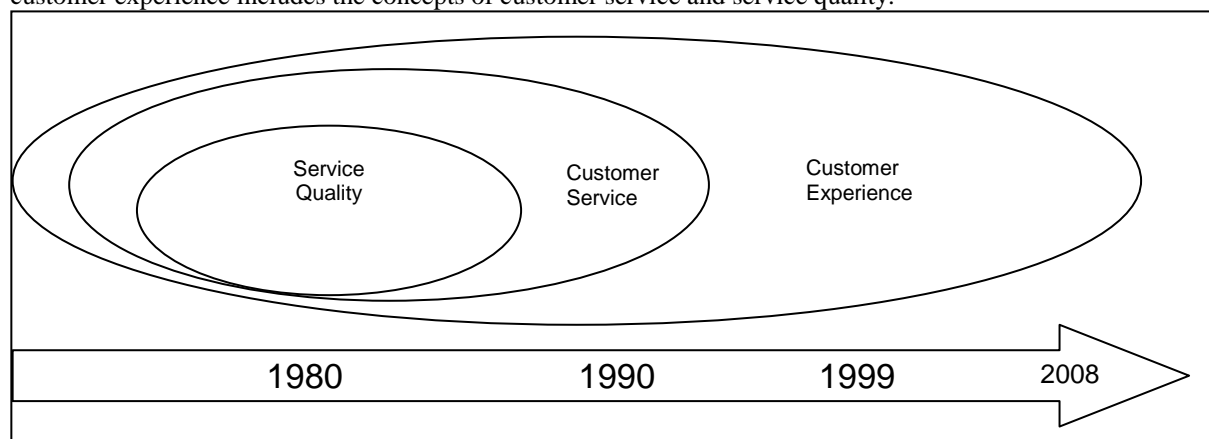 customer experience includes the concepts of customer service and service quality.
Service
Quality
Customer
Service
Customer
Experience
1980
1990
1999
2008